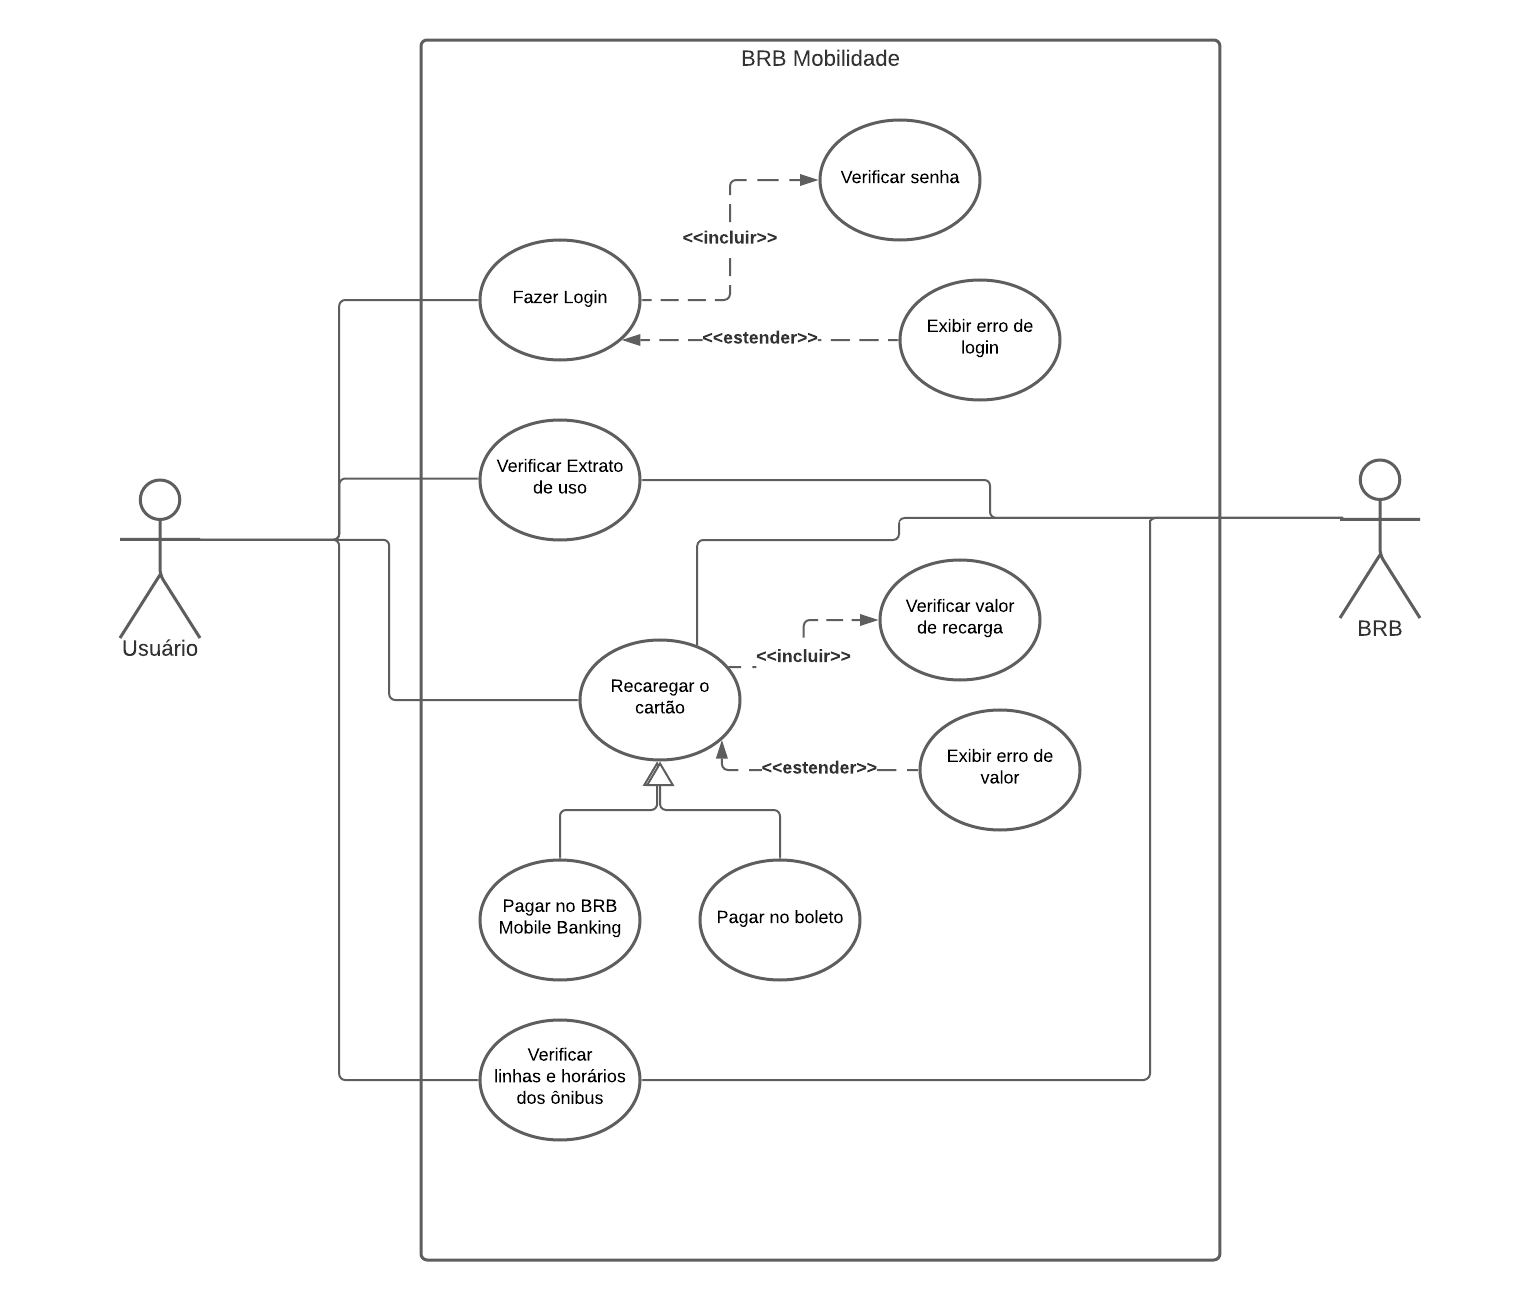 BRB Mobilidade
Verificar senha
<<incluir>>
Fazer Login
Exibir erro de
login
<<estender>>
Verificar Extrato
de uso
Usuário
BRB
Verificar valor
de recarga
<<incluir>>
Recaregar o
cartão
Exibir erro de
valor
<<estender>>
Pagar no BRB
Mobile Banking
Pagar no boleto
Verificar
linhas e horários
dos ônibus